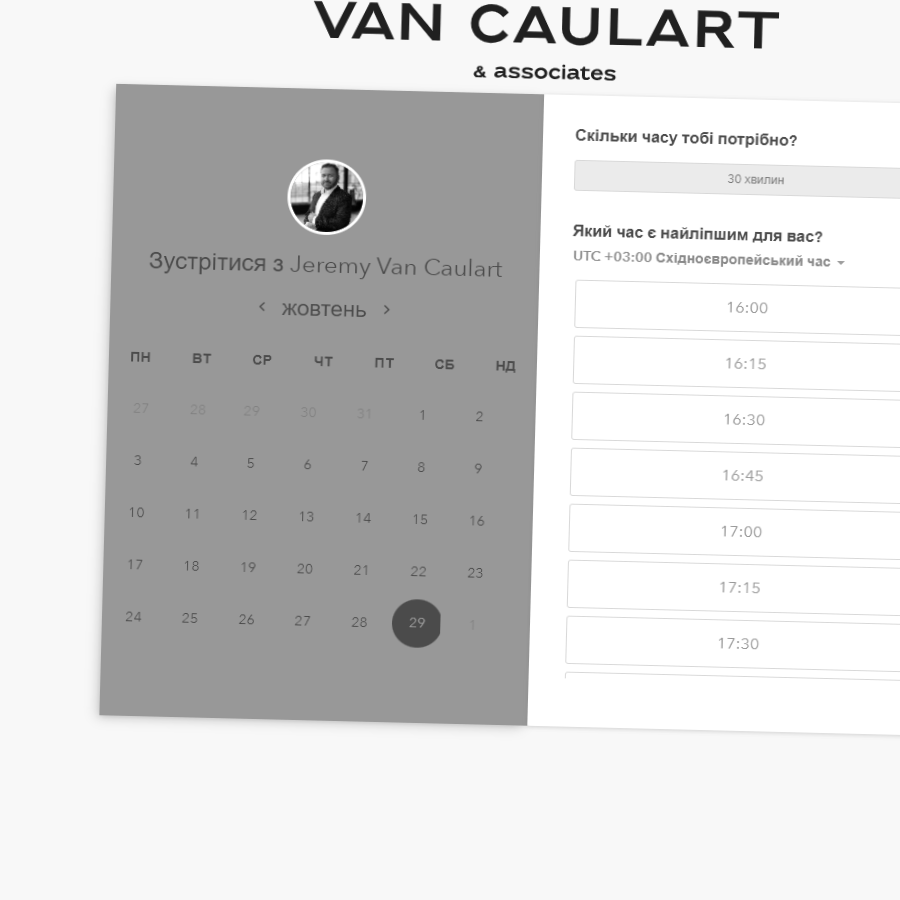 VAN CAULART
& associates
Зустрітися з Jeremy Van Caulart
жовтень
ПН ВТ СР ЧТ ПТ СБ НД
27 28 29 30 31 1 2
3 4 5 6 7 8 9
10 11 12 13 14 15 16
17 18 19 20 21 22 23
24 25 26 27 28 29 1
Скільки часу тобі потрібно?
30 хвилин
Який час є найліпшим для вас?
UTC +03:00 Східноєвропейський час
16:00
16:15
16:30
16:45
17:00
17:15
17:30